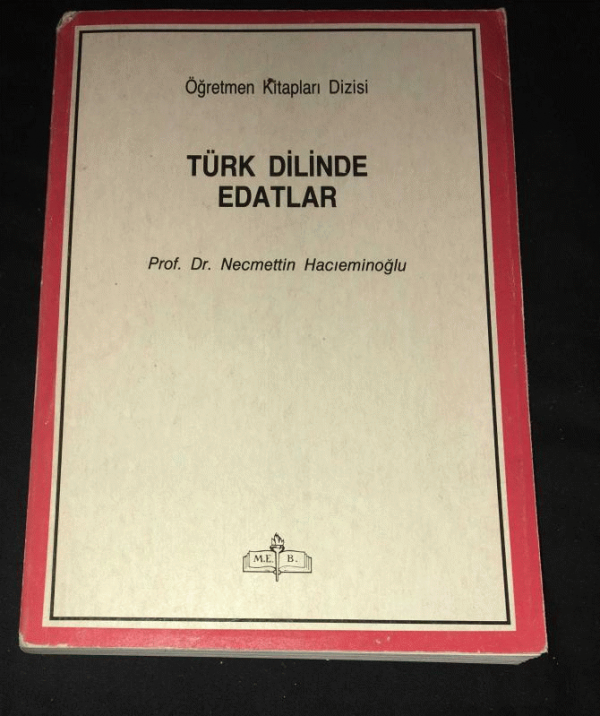 Öğretmen Kitapları Dizisi
TÜRK DİLİNDE
EDATLAR
Prof. Dr. Necmettin Hacıeminoğlu
M.E. B.